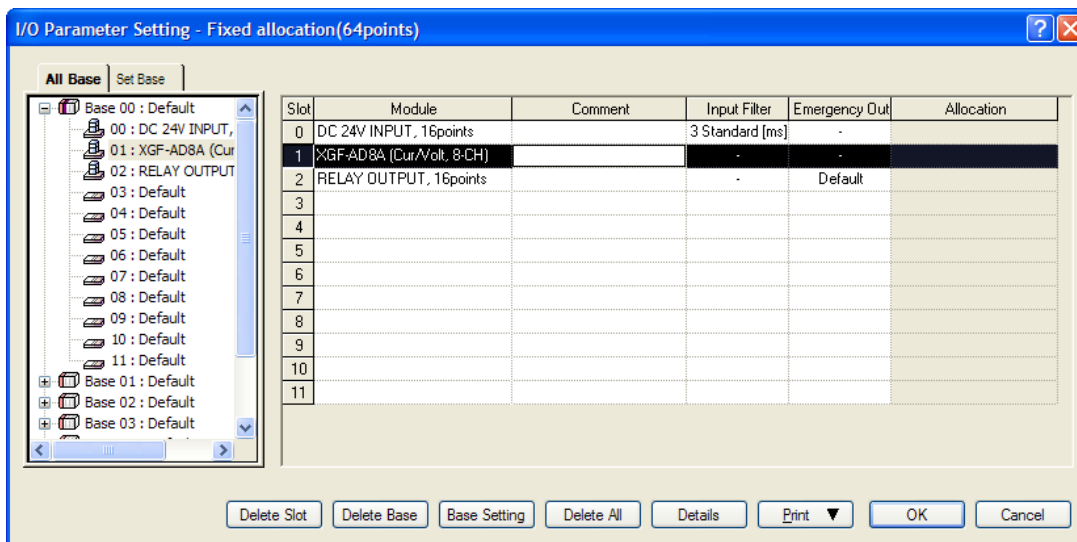 I/O Parameter Setting - Fixed allocation(64points)
All Base Set Base
Base 00 : Default
00 : DC 24V INPUT,
01 : XGF-AD8A (Cur
02 : RELAY OUTPUT
03 : Default
04 : Default
05 : Default
06 : Default
07 : Default
08 : Default
09 : Default
10 : Default
11 : Default
Base 01 : Default
Base 02 : Default
Base 03 : Default
Slot Module Comment Input Filter Emergency Out Allocation
0 DC 24V INPUT, 16points 3 Standard [ms] -
1 XGF-AD8A (Cur/Volt, 8-CH) - -
2 RELAY OUTPUT, 16points - Default
3
4
5
6
7
8
9
10
11
Delete Slot Delete Base Base Setting Delete All Details Print ▼ OK Cancel